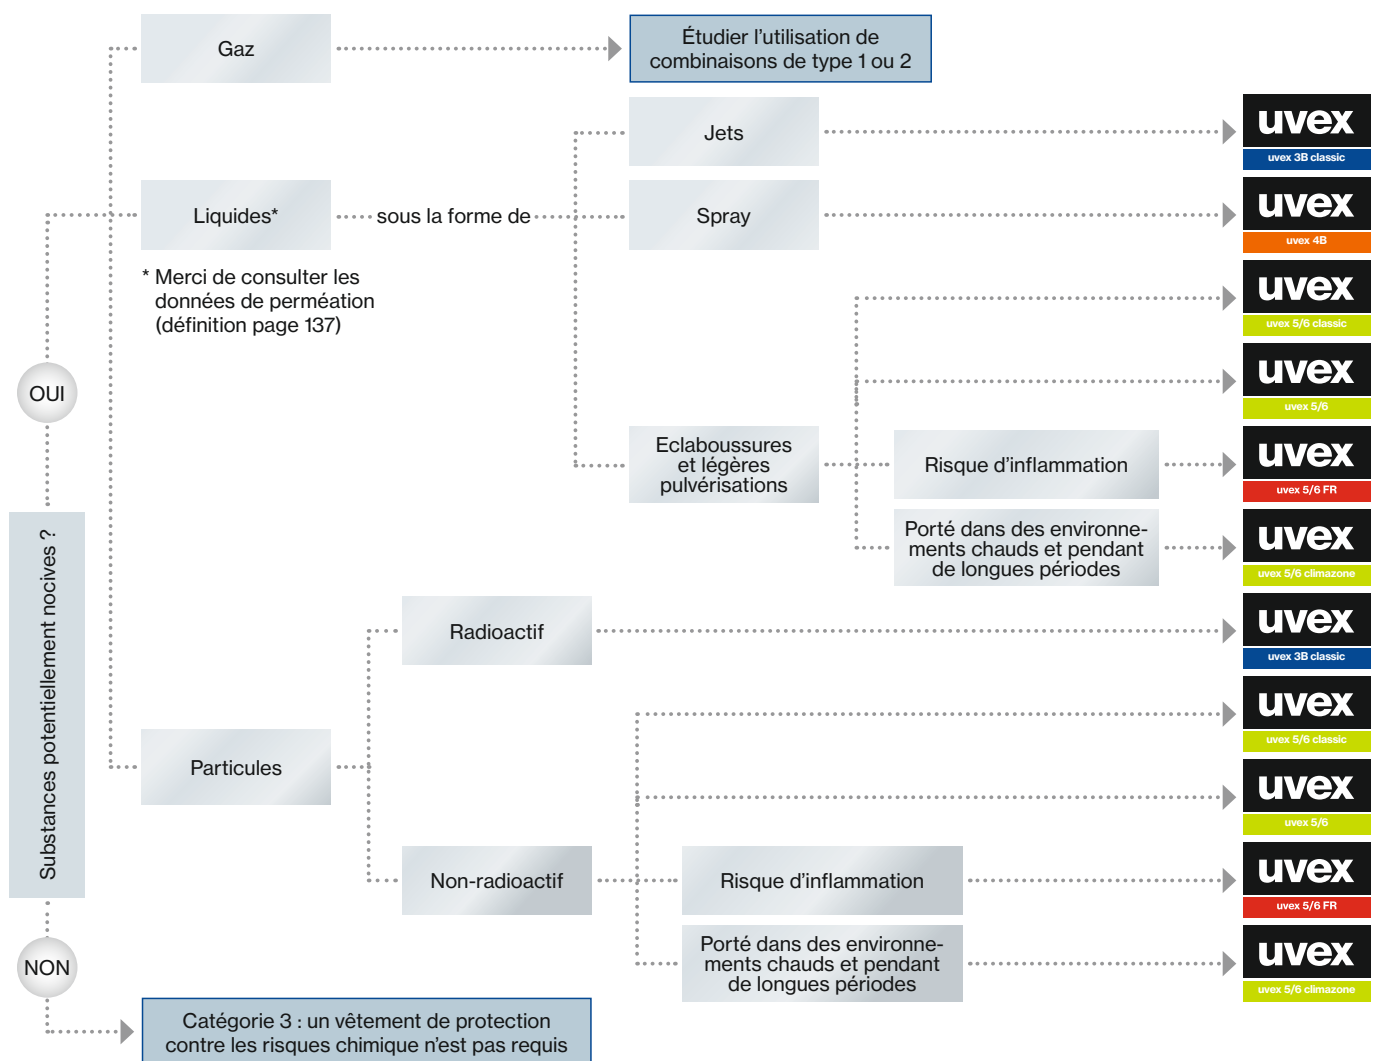 Gaz
Étudier l'utilisation de
combinaisons de type 1 ou 2
Jets
uvex
uvex 3B classic
Liquides*
sous la forme de
Spray
uvex
uvex 4B
* Merci de consulter les
données de perméation
(définition page 137)
uvex
uvex 5/6 classic
OUI
uvex
uvex 5/6
Eclaboussures
et légères
pulvérisations
Risque d'inflammation
uvex
uvex 5/6 FR
Porté dans des environne-
ments chauds et pendant
de longues périodes
uvex
uvex 5/6 climazone
Substances potentiellement nocives ?
Radioactif
uvex
uvex 3B classic
Particules
uvex
uvex 5/6 classic
uvex
uvex 5/6
Non-radioactif
Risque d'inflammation
uvex
uvex 5/6 FR
Porté dans des environne-
ments chauds et pendant
de longues périodes
uvex
uvex 5/6 climazone
NON
Catégorie 3 : un vêtement de protection
contre les risques chimique n'est pas requis